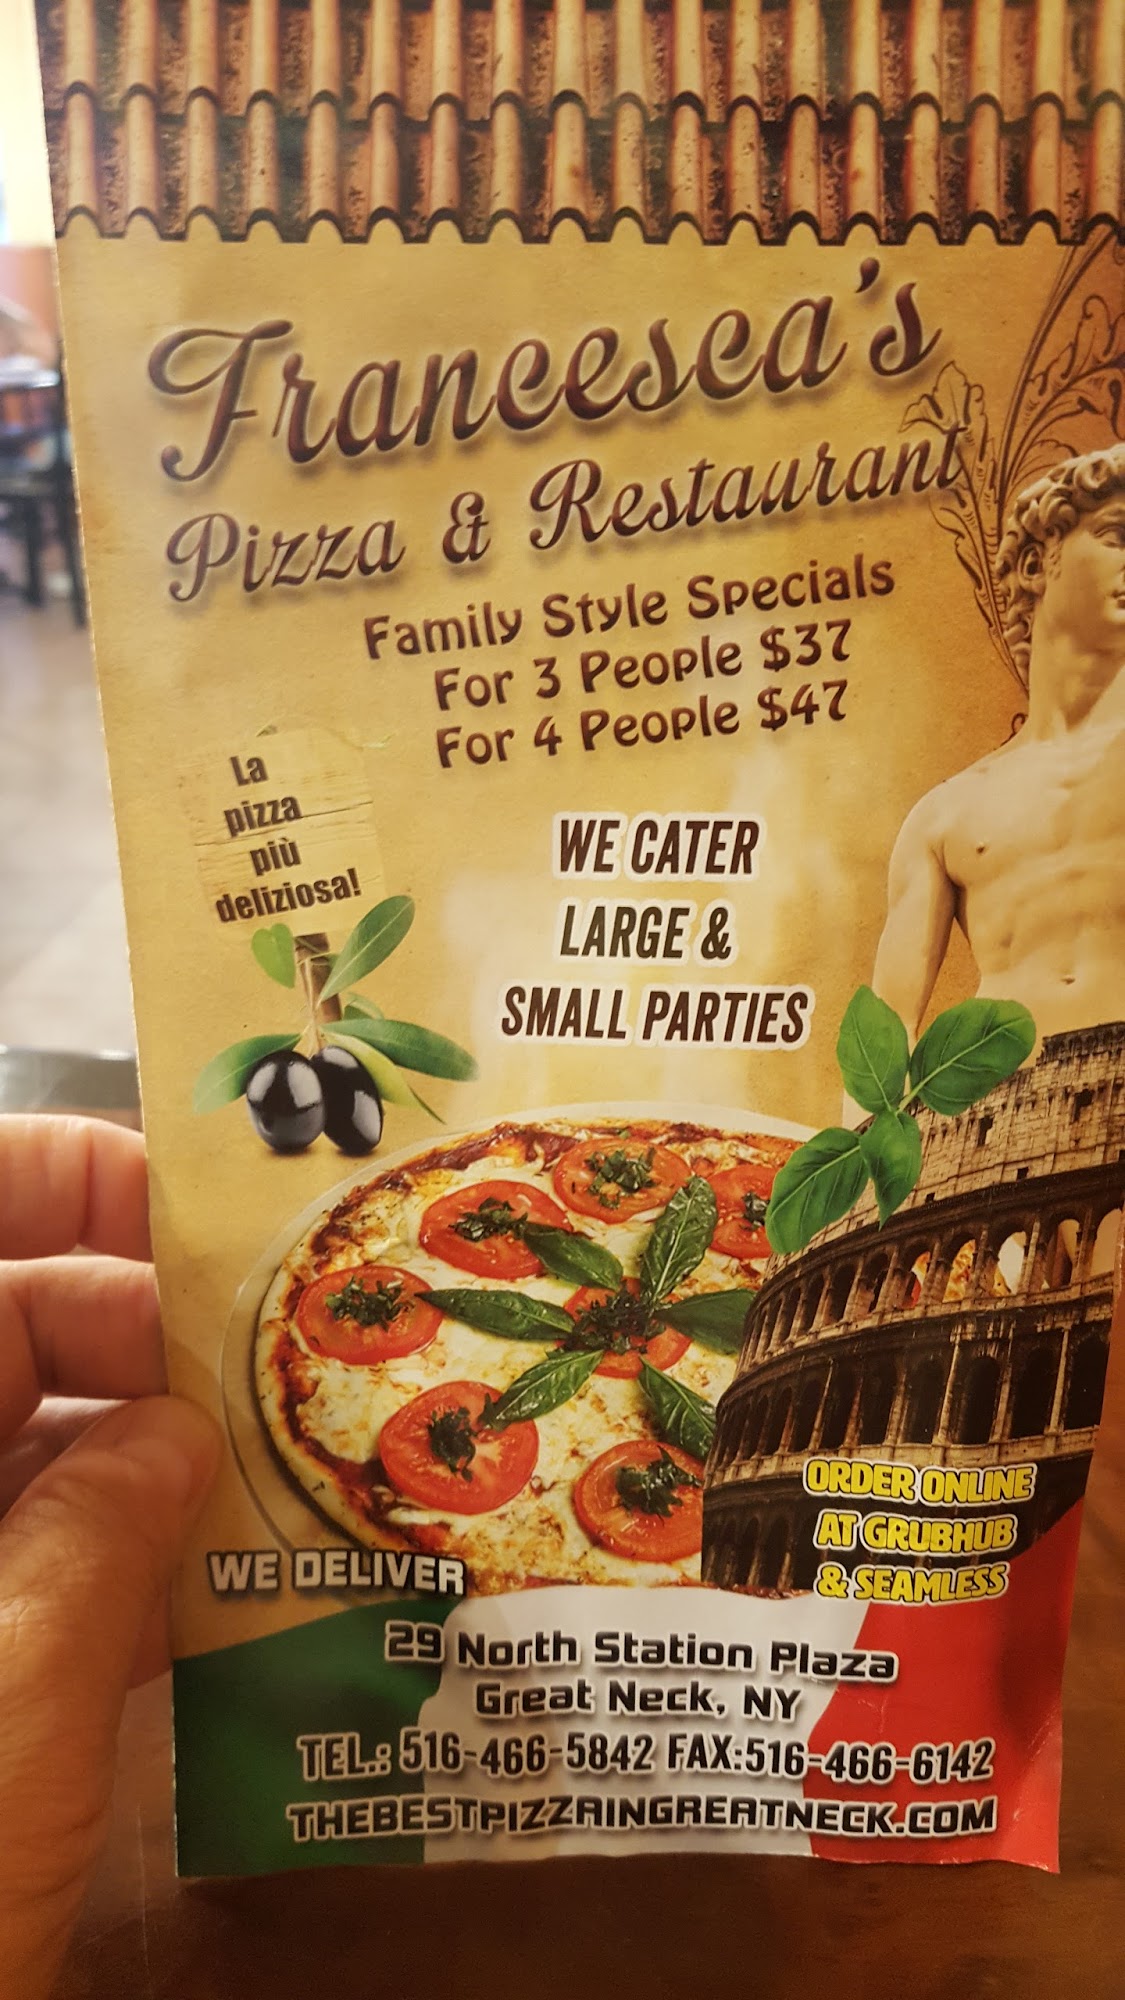 Francesca's
Pizza & Restaurant
Family Style Specials
For 3 People $37
For 4 People $47
La
pizza
più
deliziosa!
WE CATER
LARGE &
SMALL PARTIES
ORDER ONLINE
AT GRUBHUB
& SEAMLESS
WE DELIVER
29 North Station Plaza
Great Neck, NY
TEL.: 516-466-5842 FAX:516-466-6142
THEBESTPIZZAINGREATNECK.COM